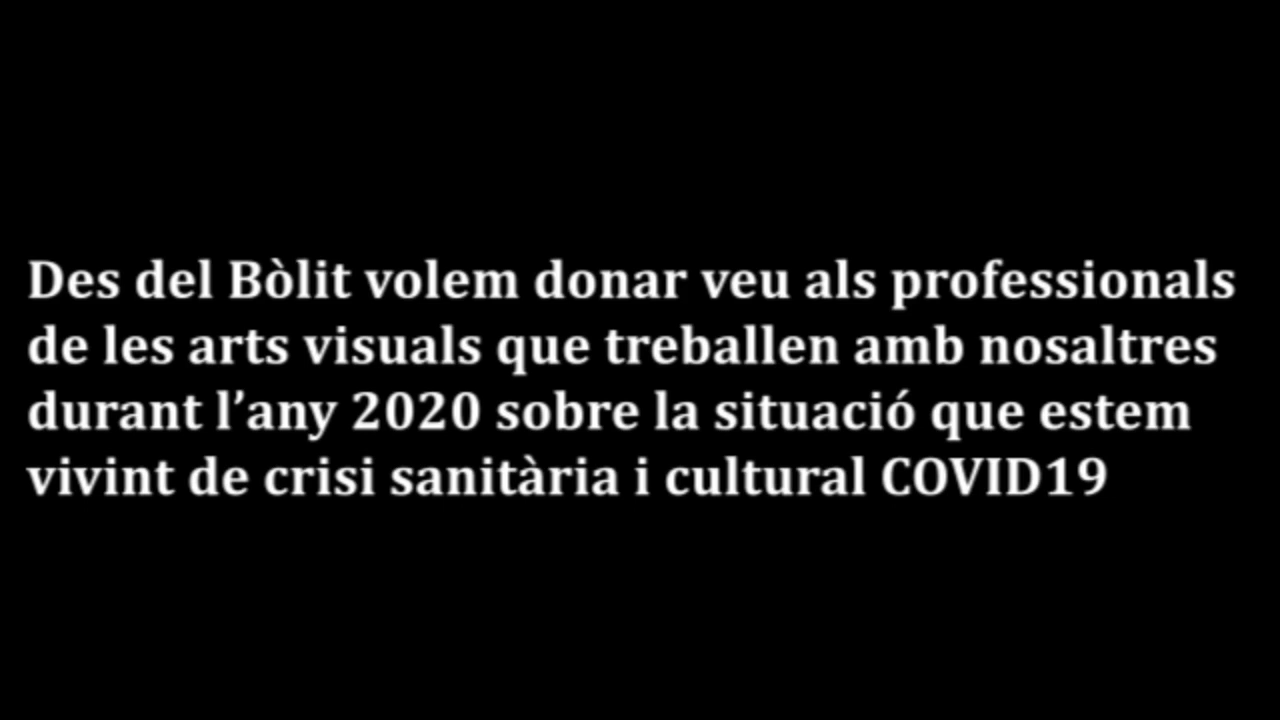 Des del Bòlit volem donar veu als professionals
de les arts visuals que treballen amb nosaltres
durant l’any 2020 sobre la situació que estem
vivint de crisi sanitària i cultural COVID19